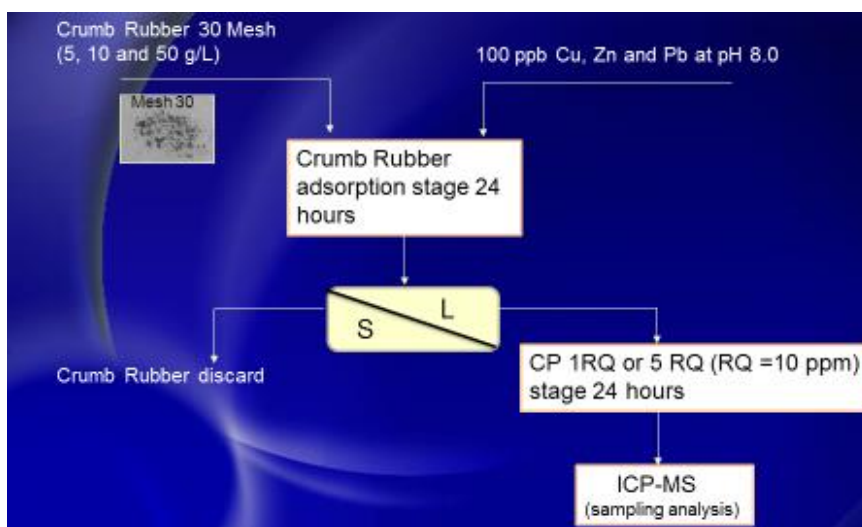 Crumb Rubber 30 Mesh
(5, 10 and 50 g/L)
100 ppb Cu, Zn and Pb at pH 8.0
Mesh 30
Crumb Rubber
adsorption stage 24
hours
L
S
Crumb Rubber discard
CP 1RQ or 5 RQ (RQ =10 ppm)
stage 24 hours
ICP-MS
(sampling analysis)